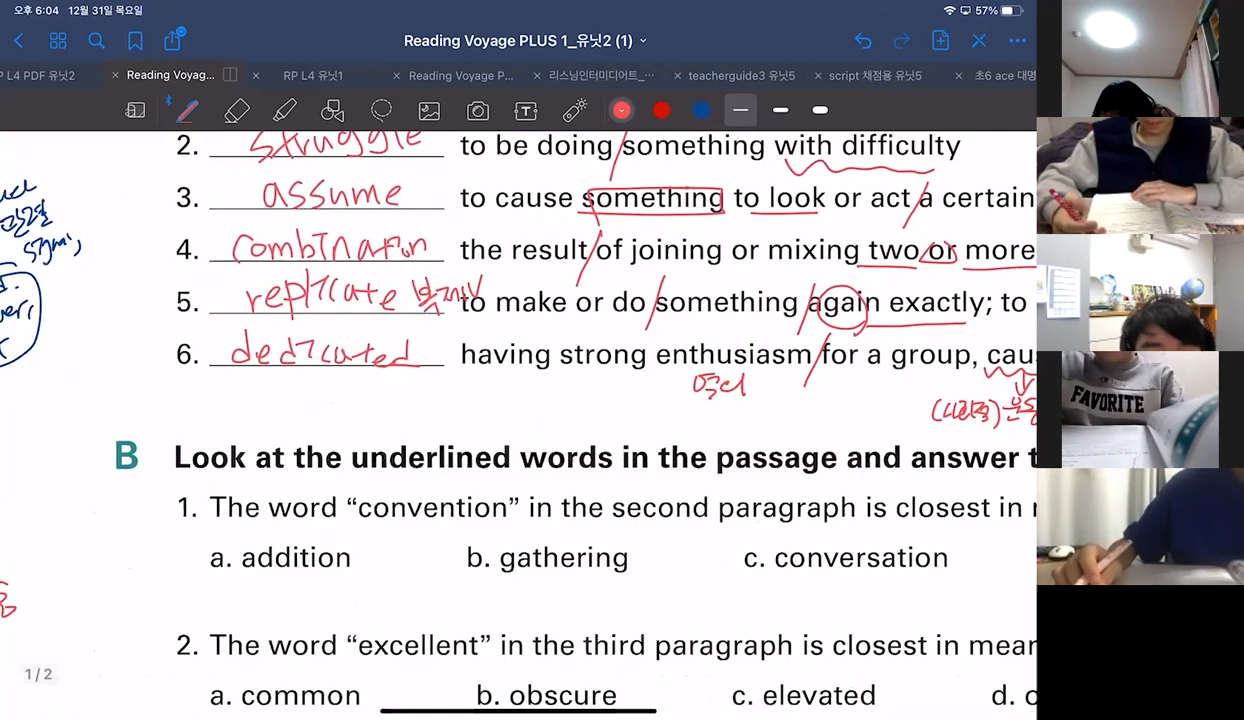 오후 6:04 12월 31일 목요일 57%
Reading Voyage PLUS 1_유닛2 (1)
P L4 PDF 유닛2 Reading Voyag... RP L4 유닛1 Reading Voyage P... 리스닝인터미디어트_... teacherguide3 유닛5 script 채점용 유닛5 초6 ace 대명
2. struggle to be doing something with difficulty
3. assume to cause something to look or act a certain
4. combination the result of joining or mixing two or more
5. replicate to make or do something again exactly; to
6. dedicated having strong enthusiasm for a group, caus
B Look at the underlined words in the passage and answer t
1. The word “convention” in the second paragraph is closest in
a. addition b. gathering c. conversation
2. The word “excellent” in the third paragraph is closest in mear
a. common b. obscure c. elevated d.
1 / 2
FAVORITE